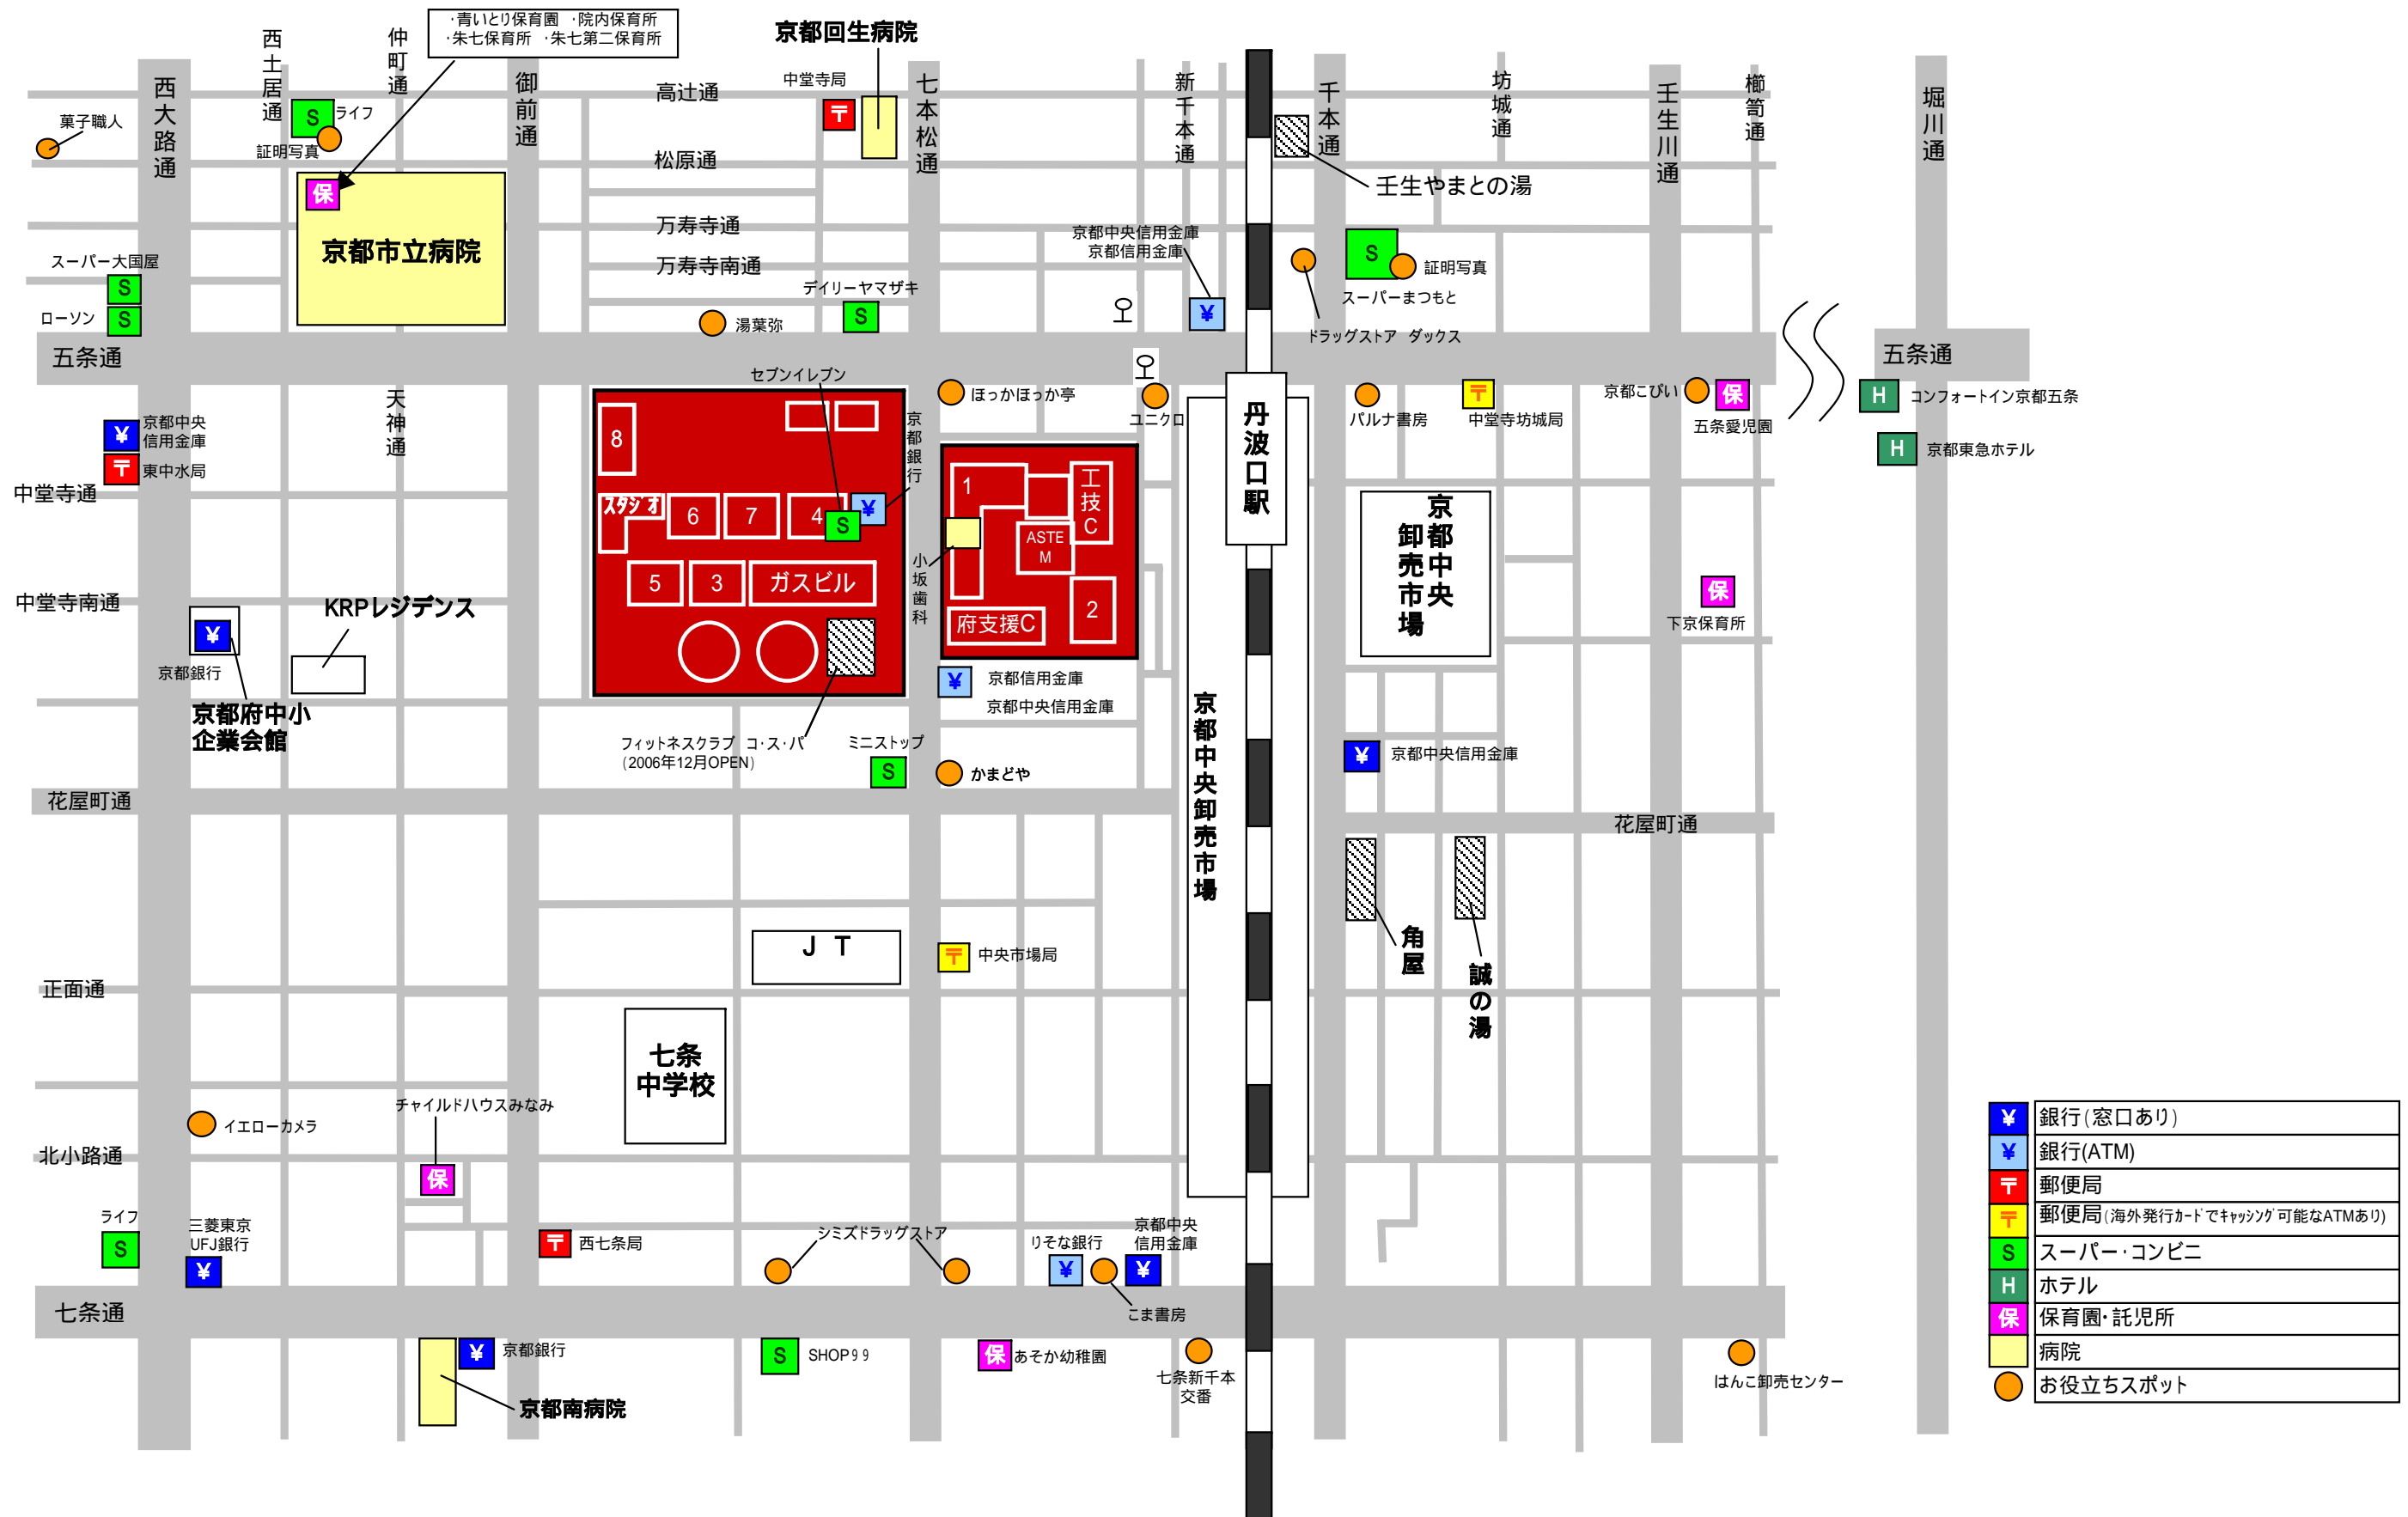 ・青いとり保育園 ・院内保育所
・朱七保育所 ・朱七第二保育所
京都回生病院
西土居通
仲町通
西大路通
御前通
高辻通
中堂寺局
〒
七本松通
新千本通
千本通
坊城通
壬生川通
櫛笥通
堀川通
菓子職人
S
ライフ
証明写真
松原通
壬生やまとの湯
保
京都市立病院
万寿寺通
万寿寺南通
京都中央信用金庫
京都信用金庫
¥
S
証明写真
スーパーまつもと
スーパー大国屋
S
ローソン
S
デイリーヤマザキ
S
湯葉弥
ドラッグストア ダックス
五条通
五条通
セブンイレブン
ほっかほっか亭
ユニクロ
丹波口駅
パルナ書房
〒
中堂寺坊城局
京都こぴい
保
五条愛児園
H
コンフォートイン京都五条
H
京都東急ホテル
天神通
¥
京都中央
信用金庫
〒
東中水局
中堂寺通
8
京都銀行
スタジオ
6
7
4
S
¥
5
3
ガスビル
1
工技C
ASTE
M
2
府支援C
小坂歯科
京都中央
卸売市場
中堂寺南通
KRPレジデンス
¥
京都銀行
京都府中小
企業会館
保
下京保育所
¥
京都信用金庫
京都中央信用金庫
京都中央卸売市場
フィットネスクラブ コ・ス・パ
(2006年12月OPEN)
ミニストップ
S
かまどや
¥
京都中央信用金庫
花屋町通
花屋町通
角屋
誠の湯
JT
〒
中央市場局
正面通
七条
中学校
イエローカメラ
チャイルドハウスみなみ
保
北小路通
ライフ
S
三菱東京
UFJ銀行
¥
〒
西七条局
シミズドラッグストア
りそな銀行
¥
京都中央
信用金庫
¥
こま書房
七条通
¥
京都銀行
京都南病院
S
SHOP99
保
あそか幼稚園
七条新千本
交番
はんこ卸売センター
¥ 銀行(窓口あり)
¥ 銀行(ATM)
〒 郵便局
〒 郵便局(海外発行ｶｰﾄﾞでｷｬｯｼﾝｸﾞ可能なATMあり)
S スーパー・コンビニ
H ホテル
保 保育園・託児所
病院
お役立ちスポット